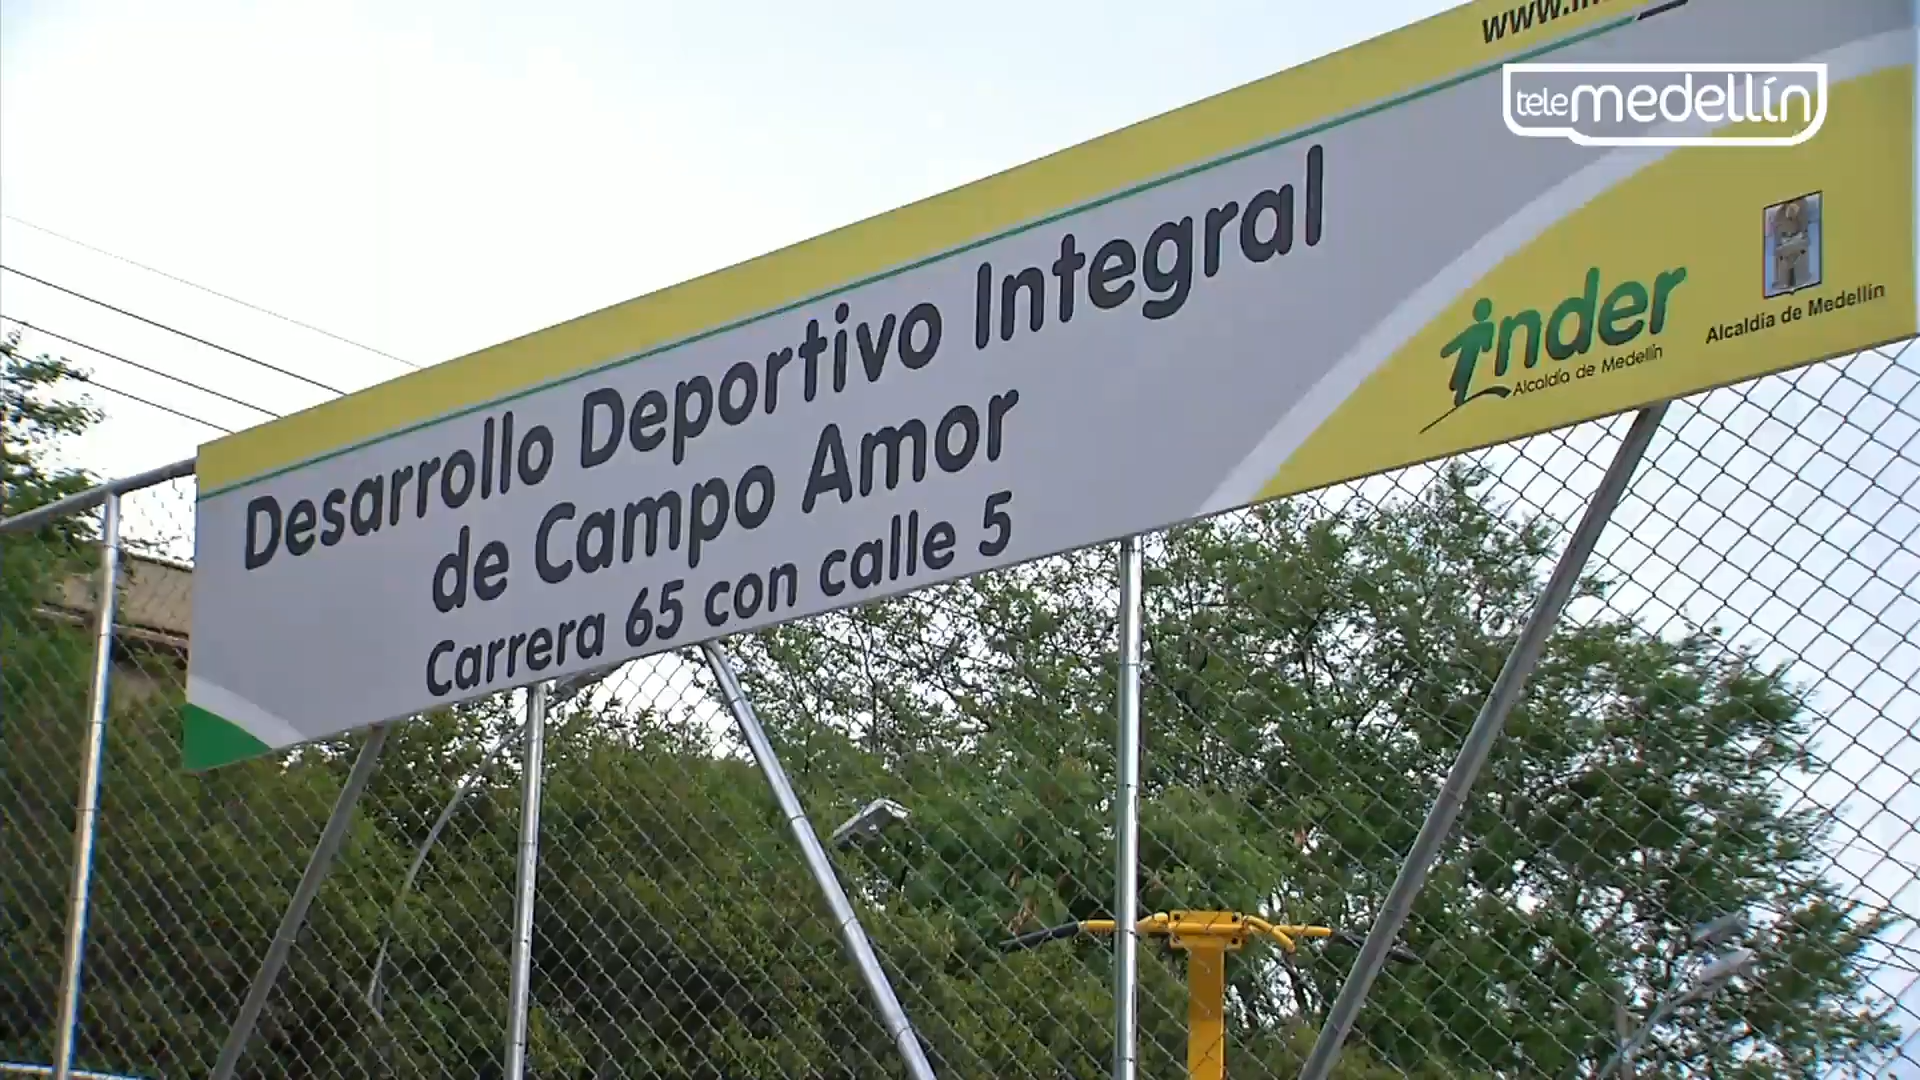 telemedellín
Desarrollo Deportivo Integral
de Campo Amor
Carrera 65 con calle 5
inder
Alcaldía de Medellín
Alcaldía de Medellín